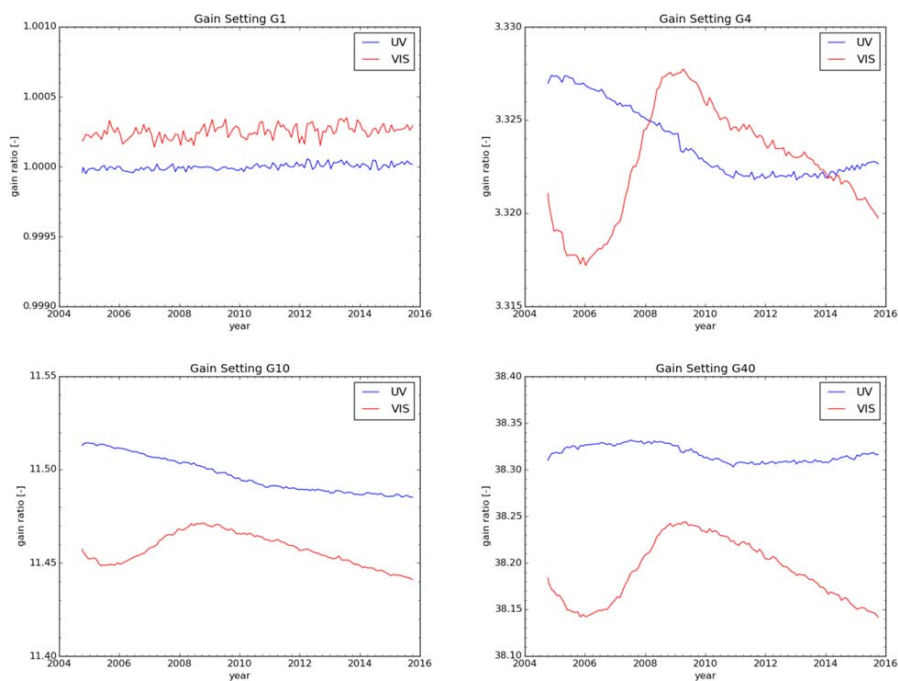 Gain Setting G1
1.0010
1.0005
1.0000
0.9995
0.9990
gain ratio [-]
UV
VIS
2004 2006 2008 2010 2012 2014 2016
year
Gain Setting G4
3.330
3.325
3.320
3.315
gain ratio [-]
UV
VIS
2004 2006 2008 2010 2012 2014 2016
year
Gain Setting G10
11.55
11.50
11.45
11.40
gain ratio [-]
UV
VIS
2004 2006 2008 2010 2012 2014 2016
year
Gain Setting G40
38.40
38.35
38.30
38.25
38.20
38.15
38.10
gain ratio [-]
UV
VIS
2004 2006 2008 2010 2012 2014 2016
year